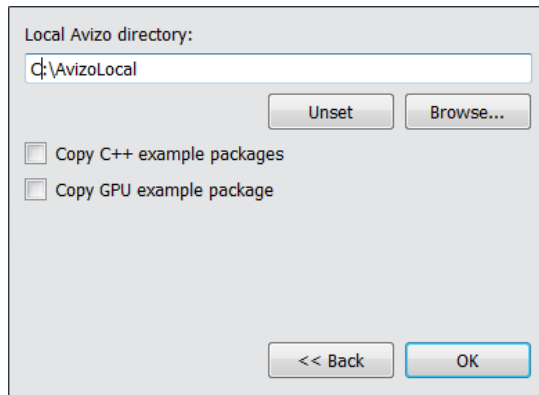 Local Avizo directory:
C:\AvizoLocal
Unset Browse...
Copy C++ example packages
Copy GPU example package
<< Back OK